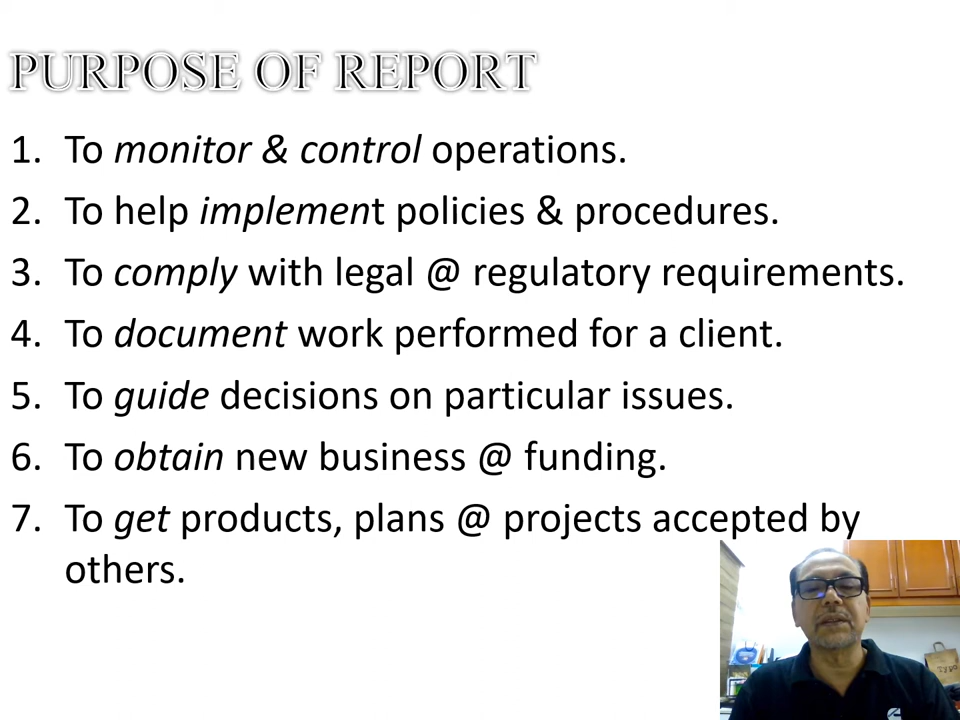 PURPOSE OF REPORT
1. To monitor & control operations.
2. To help implement policies & procedures.
3. To comply with legal @ regulatory requirements.
4. To document work performed for a client.
5. To guide decisions on particular issues.
6. To obtain new business @ funding.
7. To get products, plans @ projects accepted by
others.